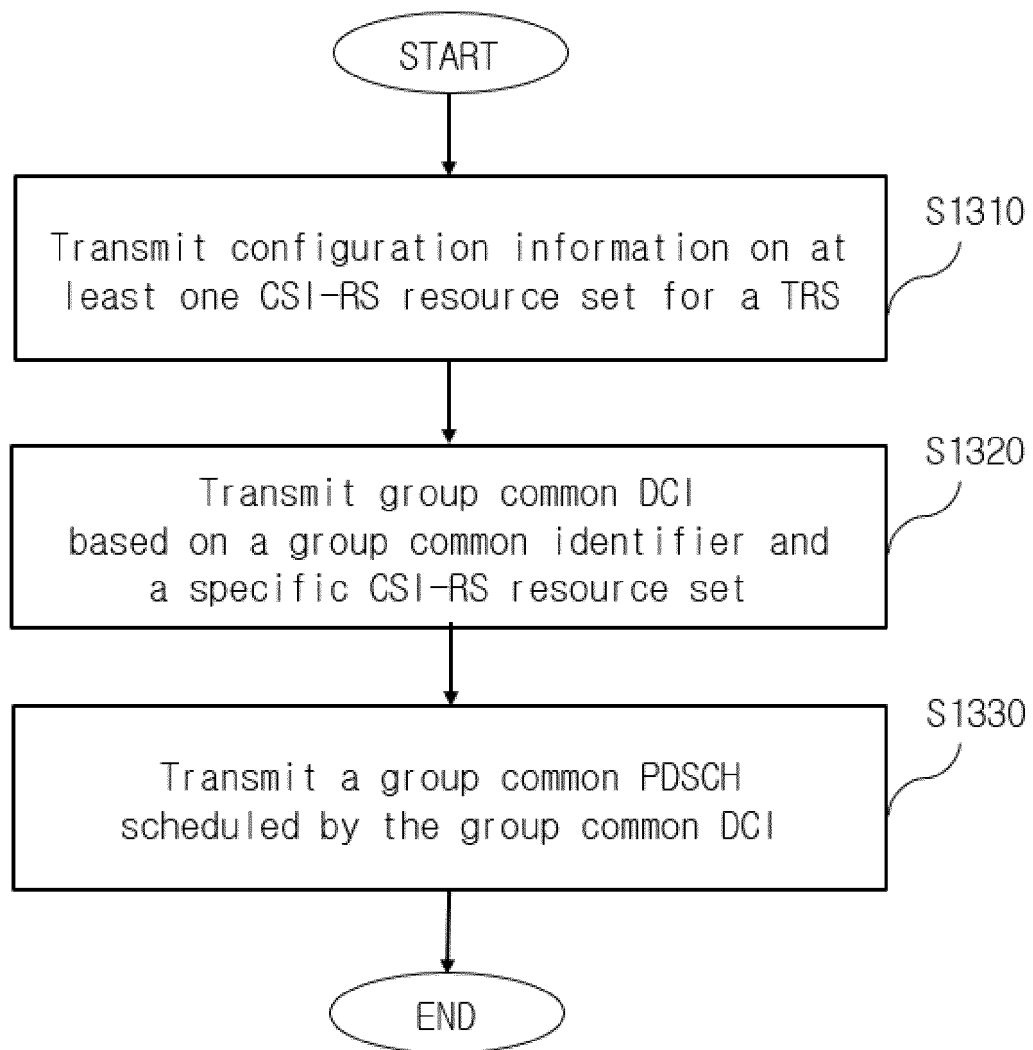 START
S1310
Transmit configuration information on at
least one CSI-RS resource set for a TRS
S1320
Transmit group common DCI
based on a group common identifier and
a specific CSI-RS resource set
S1330
Transmit a group common PDSCH
scheduled by the group common DCI
END